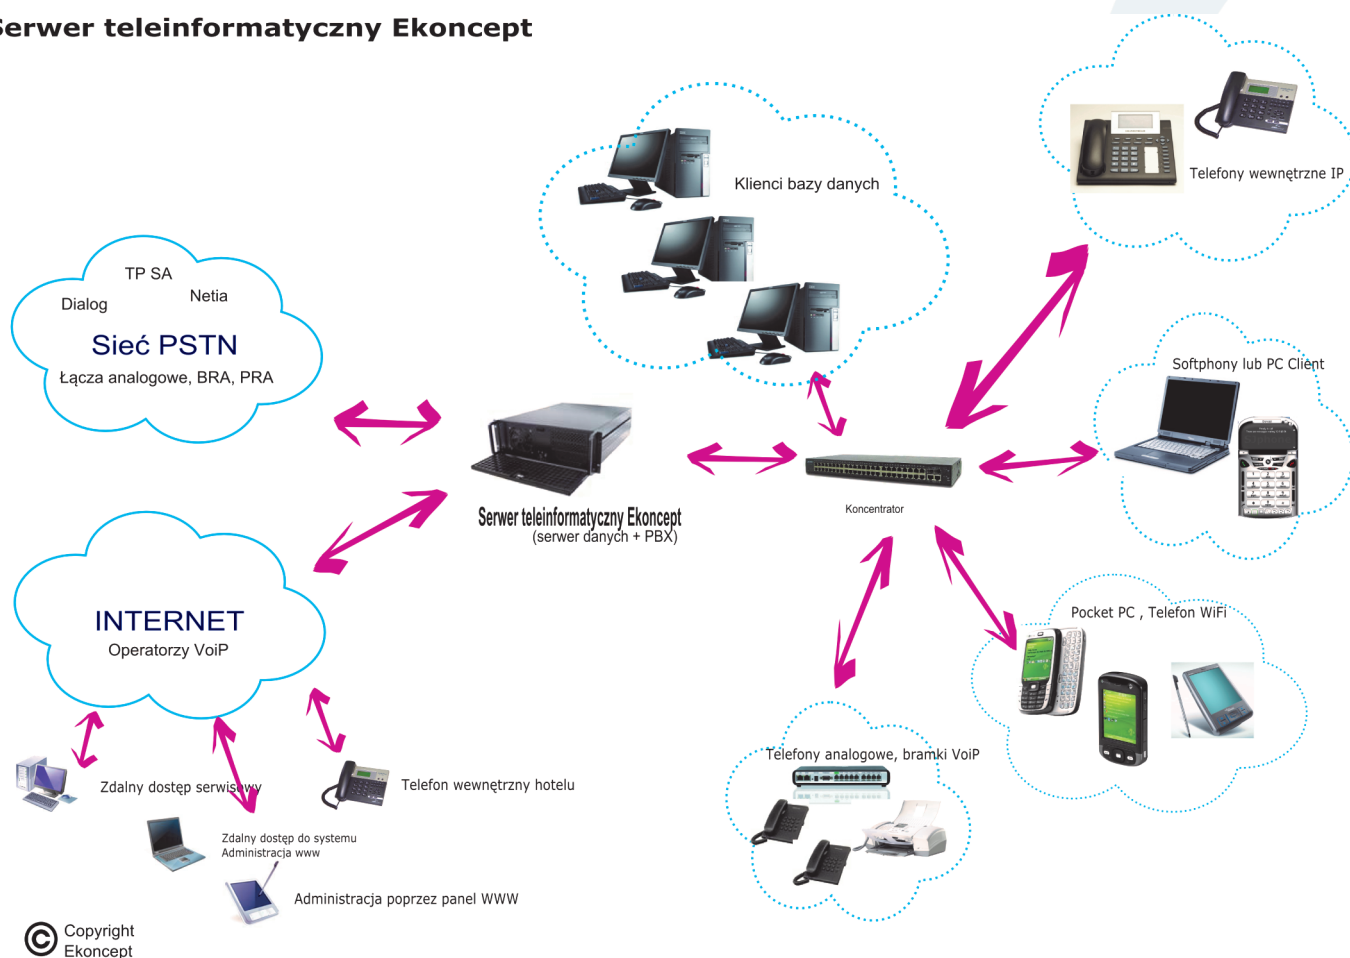 Serwer teleinformatyczny Ekoncept
Telefony wewnętrzne IP
Klienci bazy danych
TP SA
Dialog
Netia
Sieć PSTN
Łącza analogowe, BRA, PRA
Softphony lub PC Client
Serwer teleinformatyczny Ekoncept
(serwer danych + PBX)
Koncentrator
INTERNET
Operatorzy VoiP
Pocket PC , Telefon WiFi
Telefony analogowe, bramki VoiP
Zdalny dostęp serwisowy
Telefon wewnętrzny hotelu
Zdalny dostęp do systemu
Administracja www
Administracja poprzez panel WWW
© Copyright
Ekoncept